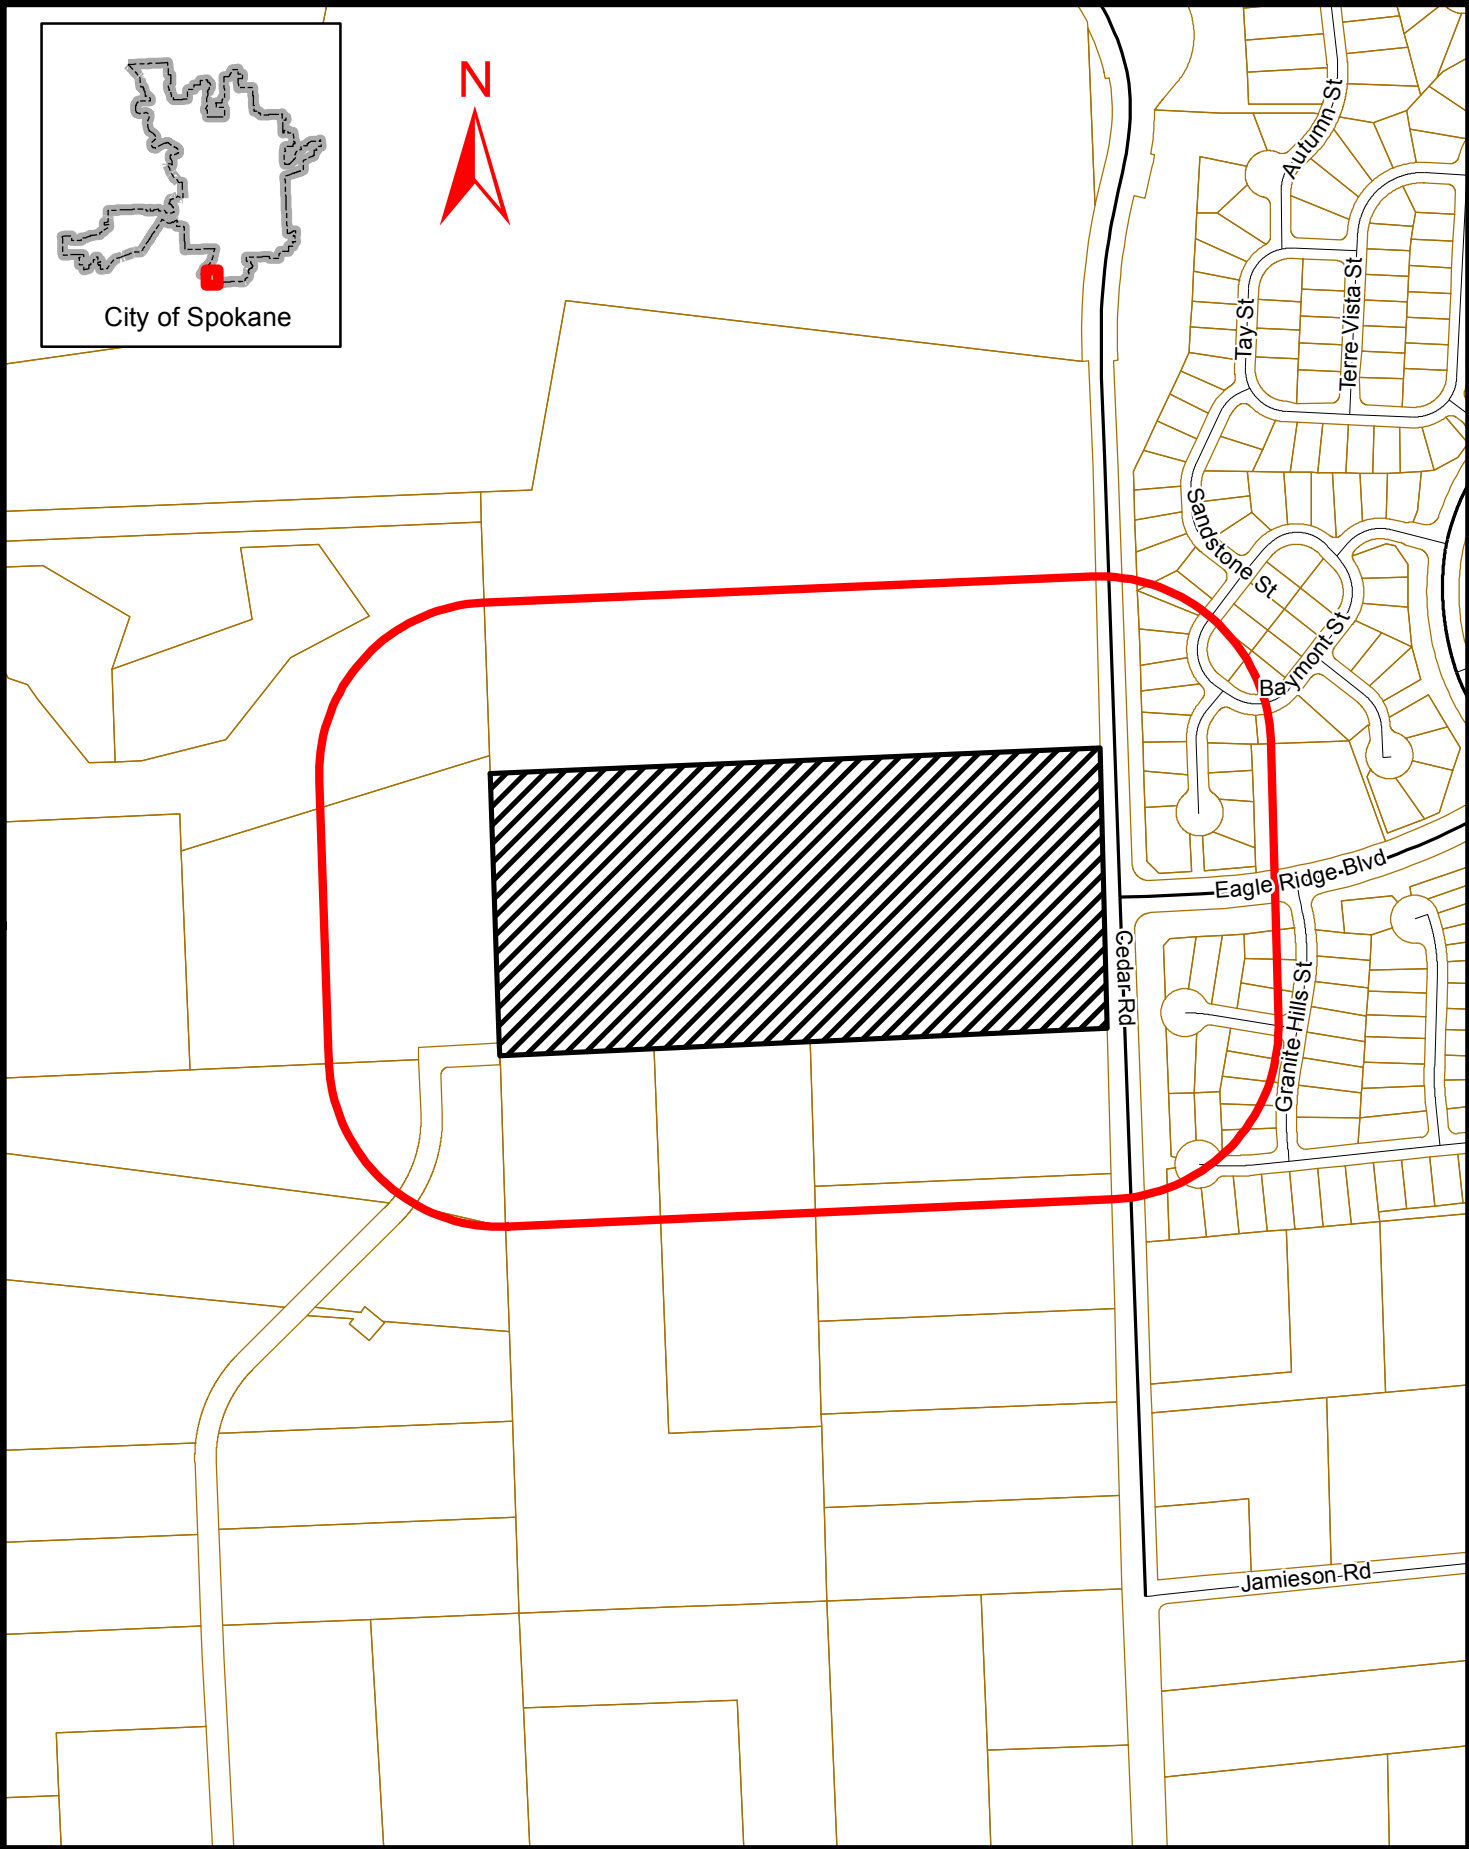 N
City of Spokane
Autumn St
Tay St
Terre Vista St
Sandstone St
Baymont St
Eagle Ridge Blvd
Cedar Rd
Granite Hills St
Jamieson Rd